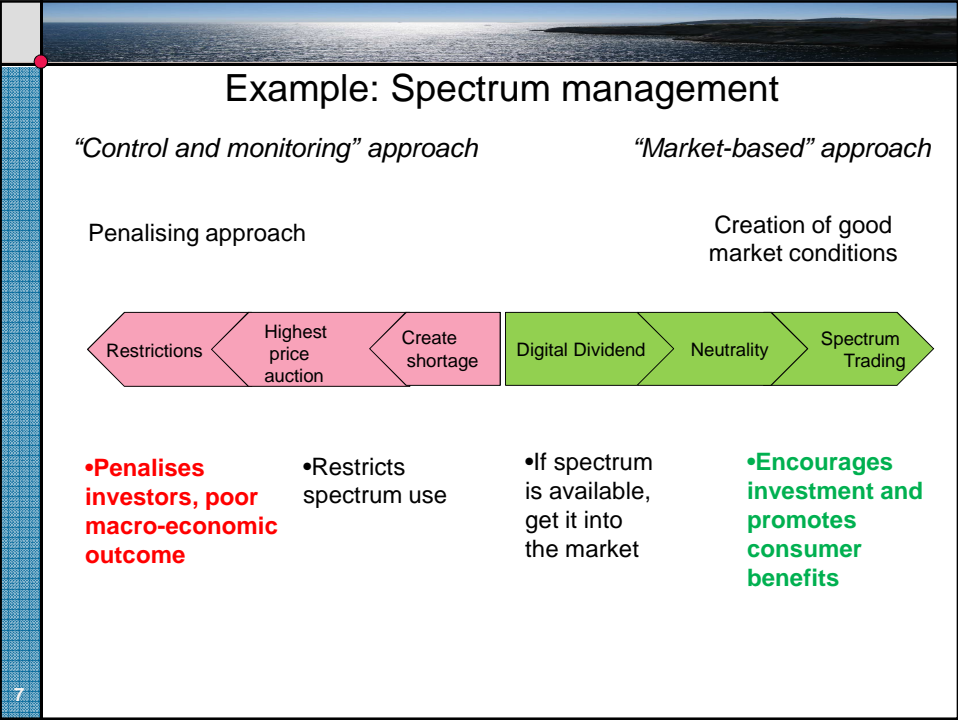 Example: Spectrum management
“Control and monitoring” approach
“Market-based” approach
Penalising approach
Creation of good
market conditions
Restrictions
Highest
price
auction
Create
shortage
Digital Dividend
Neutrality
Spectrum
Trading
•Penalises
investors, poor
macro-economic
outcome
•Restricts
spectrum use
•If spectrum
is available,
get it into
the market
•Encourages
investment and
promotes
consumer
benefits
7